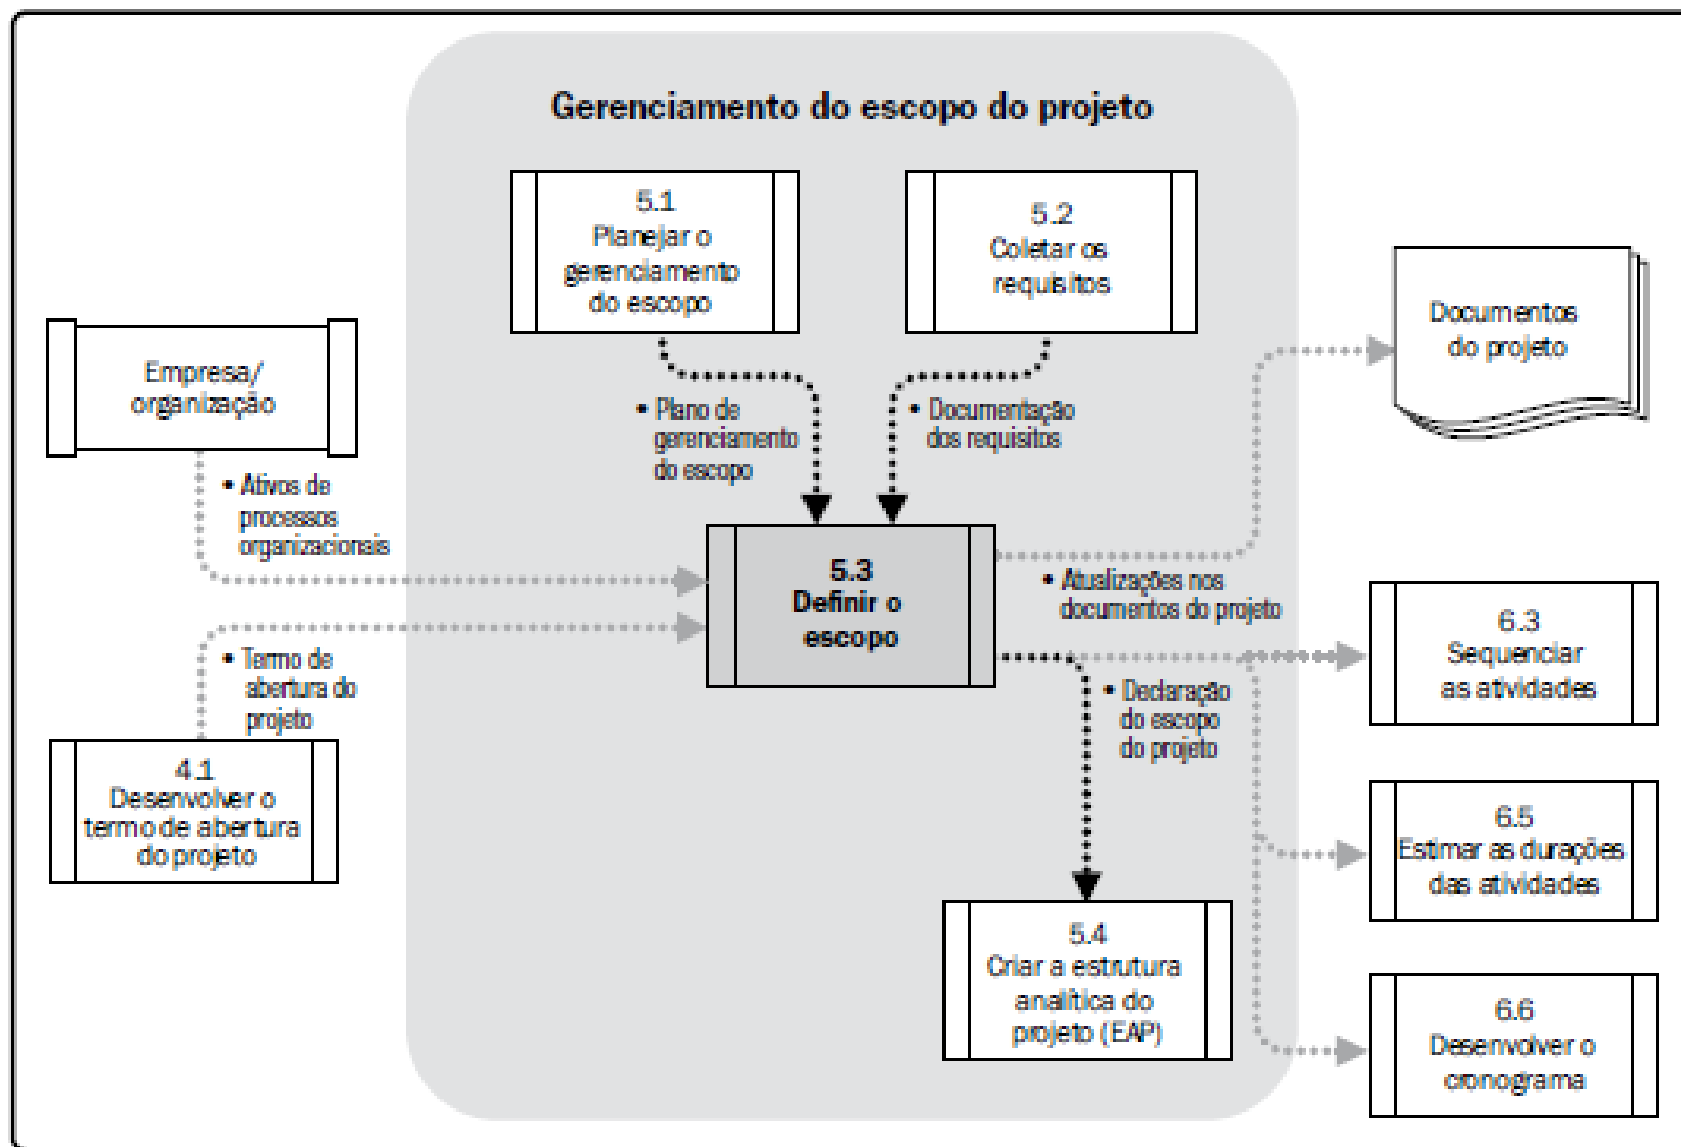 Gerenciamento do escopo do projeto
5.1
Planejar o
gerenciamento
do escopo
5.2
Coletar os
requisitos
Documentos
do projeto
Empresa/
organização
• Plano de
gerenciamento
do escopo
• Documentação
dos requisitos
• Ativos de
processos
organizacionais
5.3
Definir o
escopo
• Atualizações nos
documentos do projeto
• Termo de
abertura do
projeto
6.3
Sequenciar
as atividades
• Declaração
do escopo
do projeto
4.1
Desenvolver o
termo de abertura
do projeto
6.5
Estimar as durações
das atividades
5.4
Criar a estrutura
analítica do
projeto (EAP)
6.6
Desenvolver o
cronograma